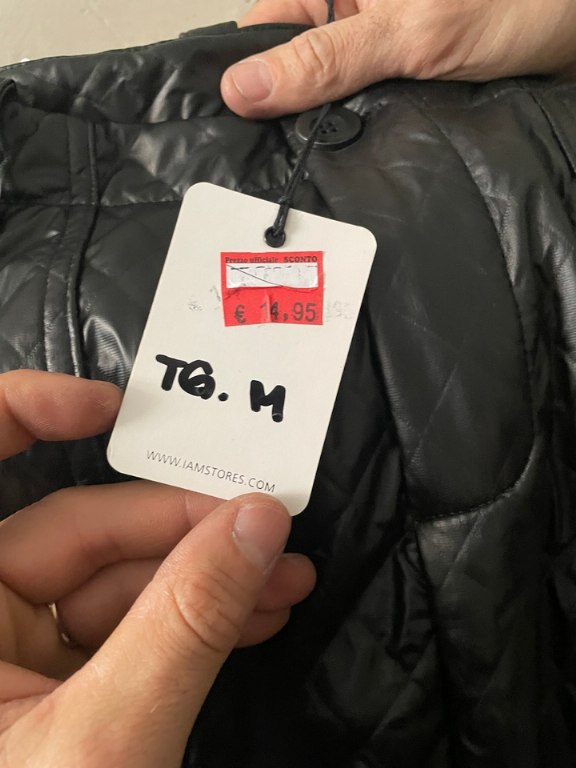 Prezzo ufficiale SCONTO
€ 14,95
TG. M
WWW.IAMSTORES.COM